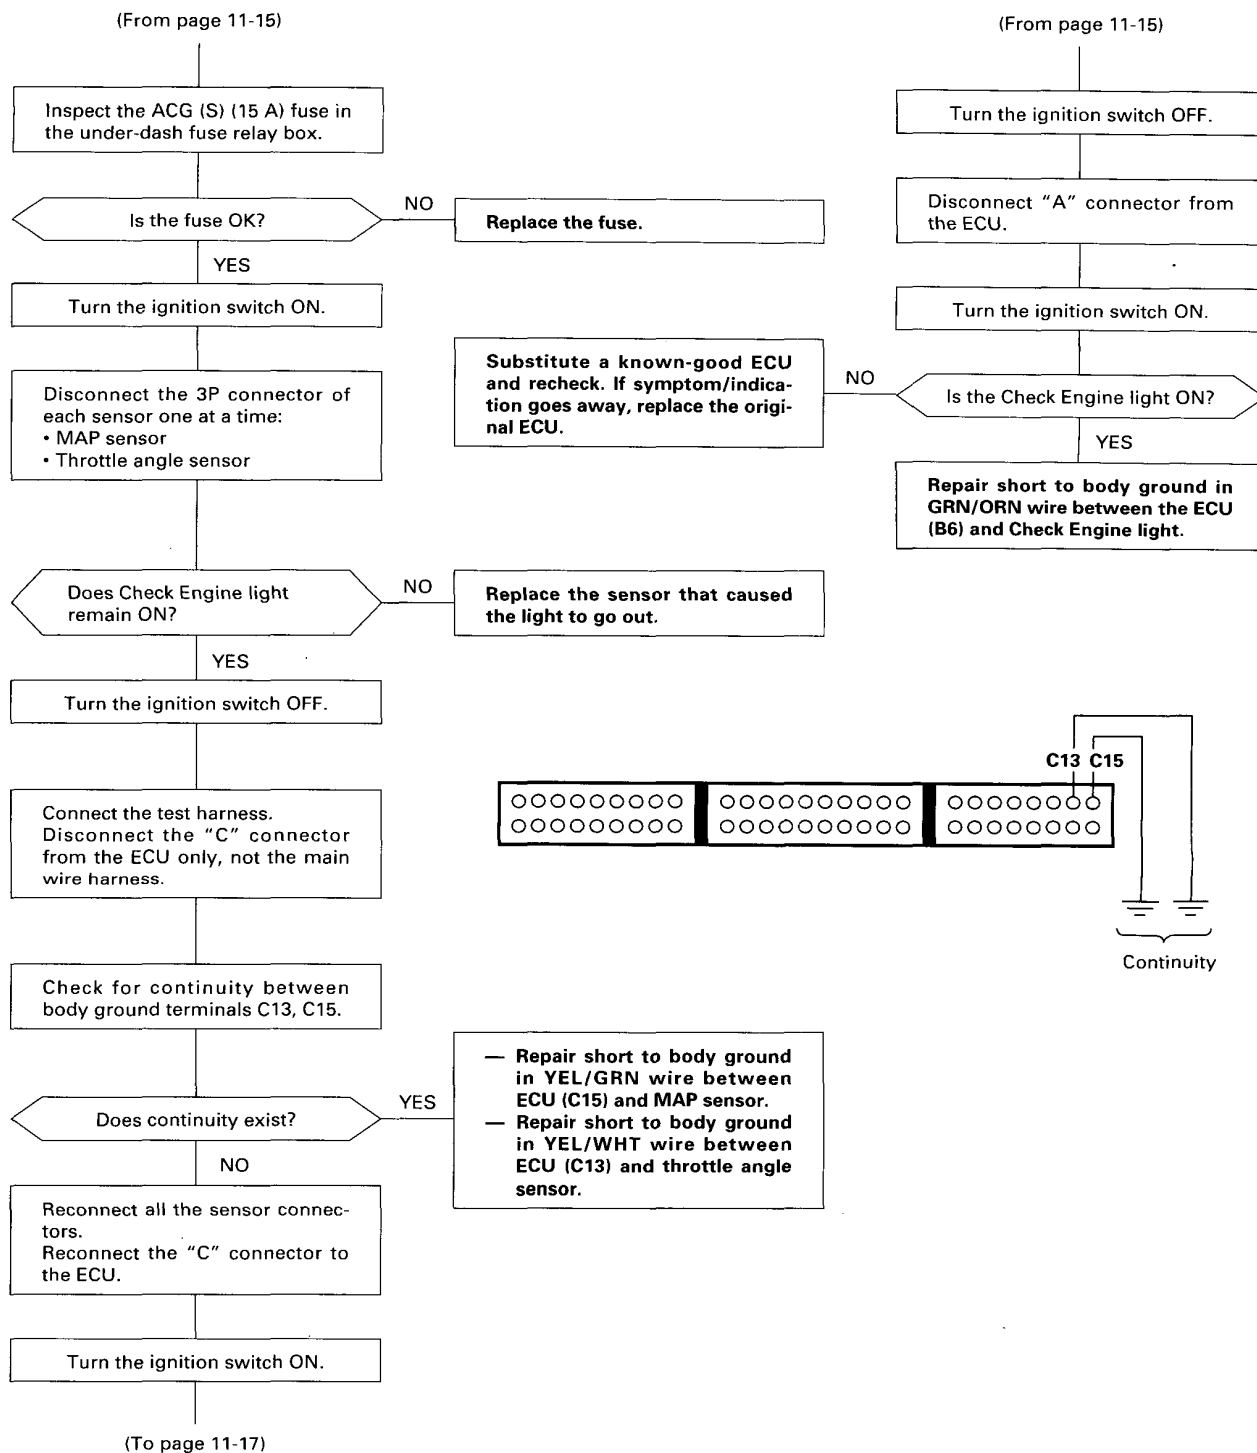 (From page 11-15)
Inspect the ACG (S) (15 A) fuse in
the under-dash fuse relay box.
Is the fuse OK?
NO
Replace the fuse.
YES
Turn the ignition switch ON.
Disconnect the 3P connector of
each sensor one at a time:
• MAP sensor
• Throttle angle sensor
Does Check Engine light
remain ON?
NO
Replace the sensor that caused
the light to go out.
YES
Turn the ignition switch OFF.
Connect the test harness.
Disconnect the "C" connector
from the ECU only, not the main
wire harness.
Check for continuity between
body ground terminals C13, C15.
Does continuity exist?
YES
— Repair short to body ground
in YEL/GRN wire between
ECU (C15) and MAP sensor.
— Repair short to body ground
in YEL/WHT wire between
ECU (C13) and throttle angle
sensor.
NO
Reconnect all the sensor connec-
tors.
Reconnect the "C" connector to
the ECU.
Turn the ignition switch ON.
(To page 11-17)
(From page 11-15)
Turn the ignition switch OFF.
Disconnect "A" connector from
the ECU.
Turn the ignition switch ON.
Is the Check Engine light ON?
NO
Substitute a known-good ECU
and recheck. If symptom/indica-
tion goes away, replace the origi-
nal ECU.
YES
Repair short to body ground in
GRN/ORN wire between the ECU
(B6) and Check Engine light.
C13 C15
Continuity